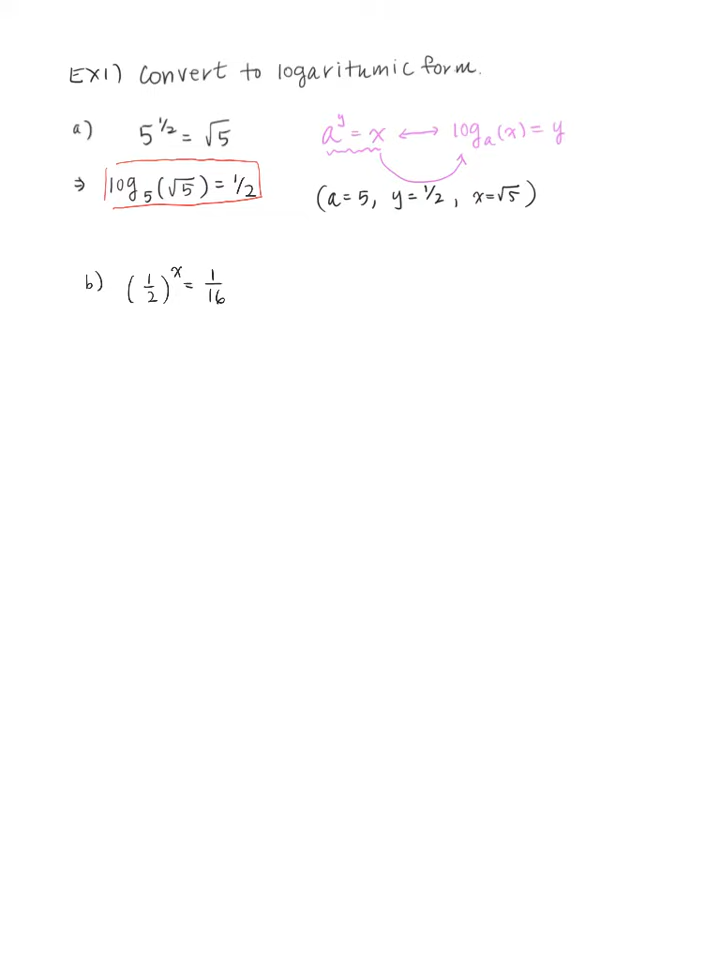 EX1) Convert to logaritumic form.
a) 5^{1/2} = √5    a^y = x ⟷ log_a(x) = y
⇒ log_5(√5) = 1/2    (a = 5, y = 1/2, x = √5)
b) (1/2)^x = 1/16